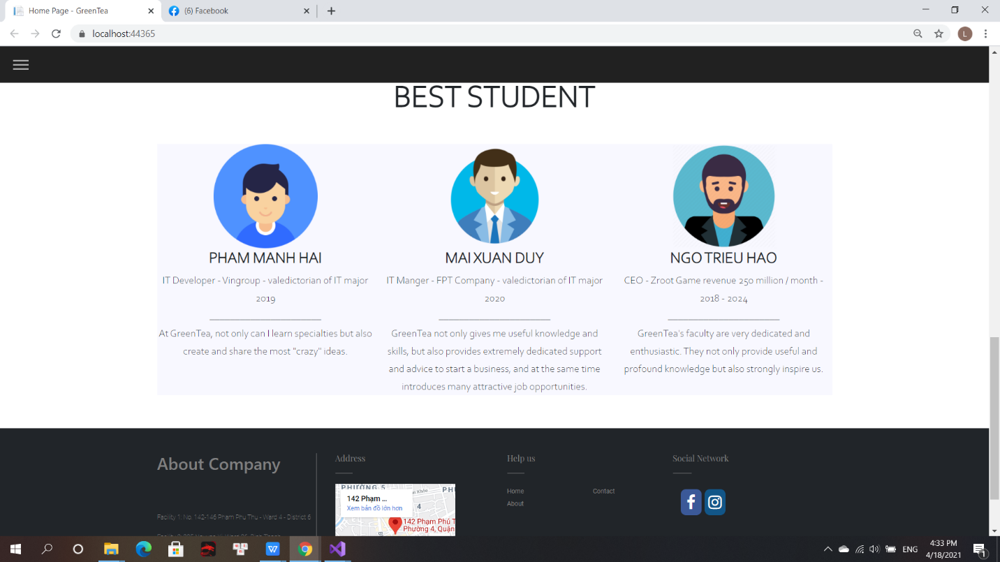 Home Page - GreenTea
(6) Facebook
localhost:44365
L
BEST STUDENT
PHAM MANH HAI
IT Developer - Vingroup - valedictorian of IT major
2019
At GreenTea, not only can I learn specialties but also
create and share the most "crazy" ideas.
MAI XUAN DUY
IT Manger - FPT Company - valedictorian of IT major
2020
GreenTea not only gives me useful knowledge and
skills, but also provides extremely dedicated support
and advice to start a business, and at the same time
introduces many attractive job opportunities.
NGO TRIEU HAO
CEO - Zroot Game revenue 250 million / month -
2018 - 2024
GreenTea's faculty are very dedicated and
enthusiastic. They not only provide useful and
profound knowledge but also strongly inspire us.
About Company
Facility 1: No. 142-146 Pham Phu Thu - Ward 4 - District 6
Address
PHƯỜNG 5
142 Phạm ...
Xem bản đồ lớn hơn
4
142 Phạm Phú T
Phường 4, Quận
Help us
Home
Contact
About
Social Network
ENG
4:33 PM
4/18/2021
1